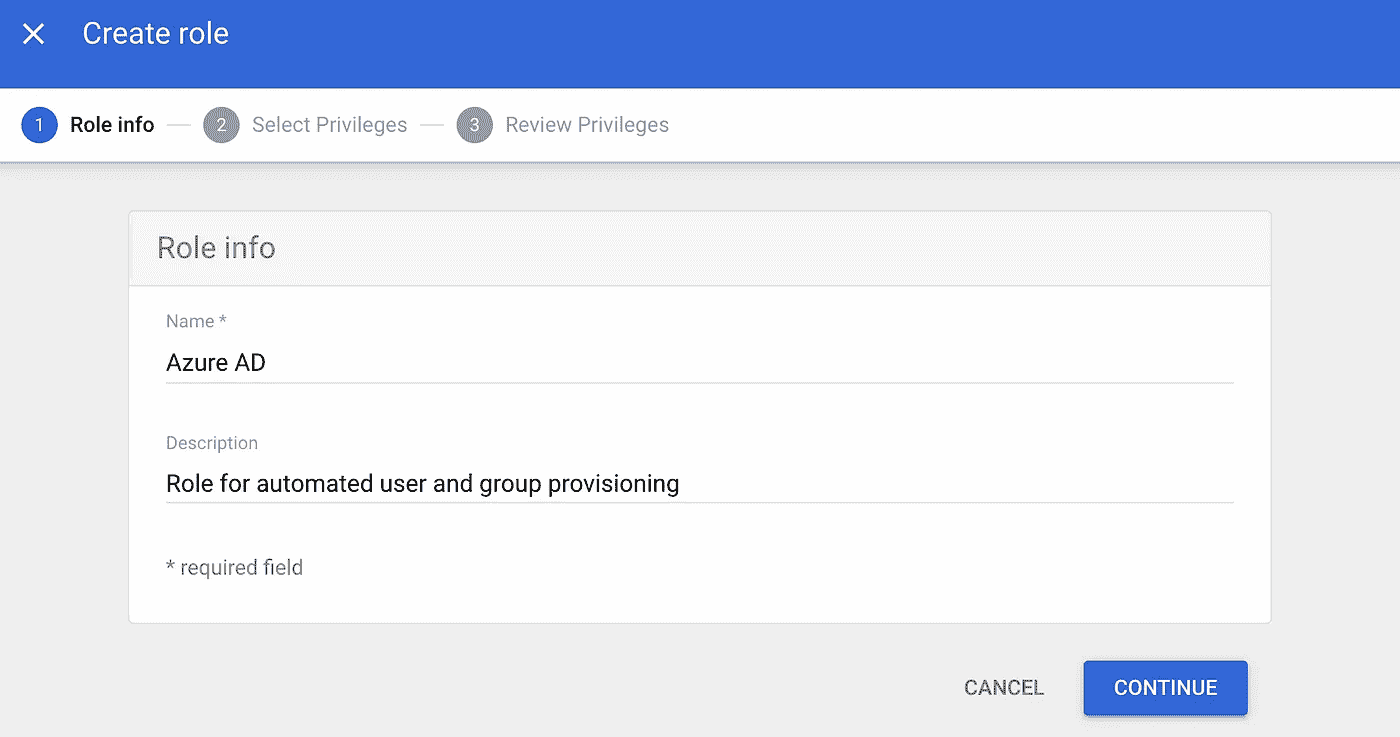 Create role
1 Role info 2 Select Privileges 3 Review Privileges
Role info
Name *
Azure AD
Description
Role for automated user and group provisioning
* required field
CANCEL CONTINUE